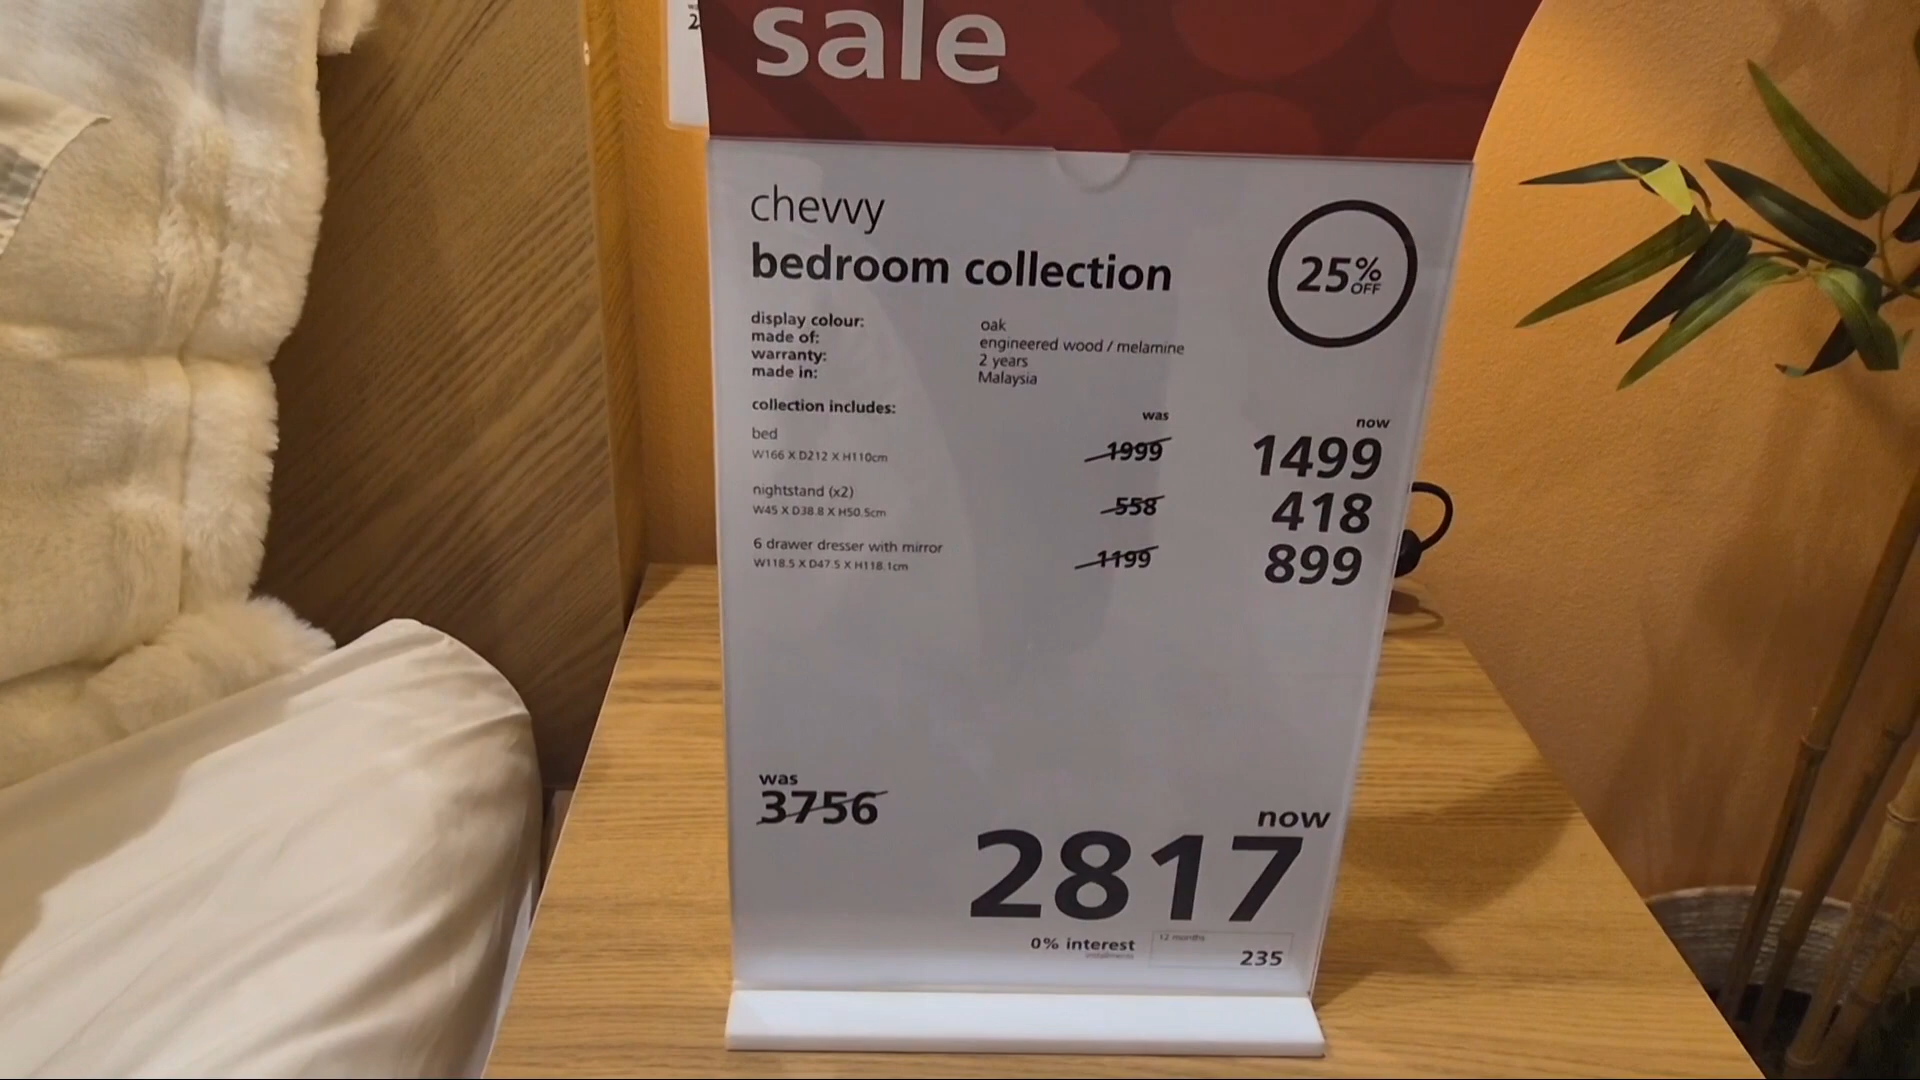 sale
chevvy
bedroom collection
25% OFF
display colour: oak
made of: engineered wood / melamine
warranty: 2 years
made in: Malaysia
collection includes:
was now
bed
W166 X D212 X H110cm
1999 1499
nightstand (x2)
W45 X D38.8 X H50.5cm
558 418
6 drawer dresser with mirror
W118.5 X D47.5 X H118.1cm
1199 899
was
3756
now
2817
0% interest
instalments
12 months
235